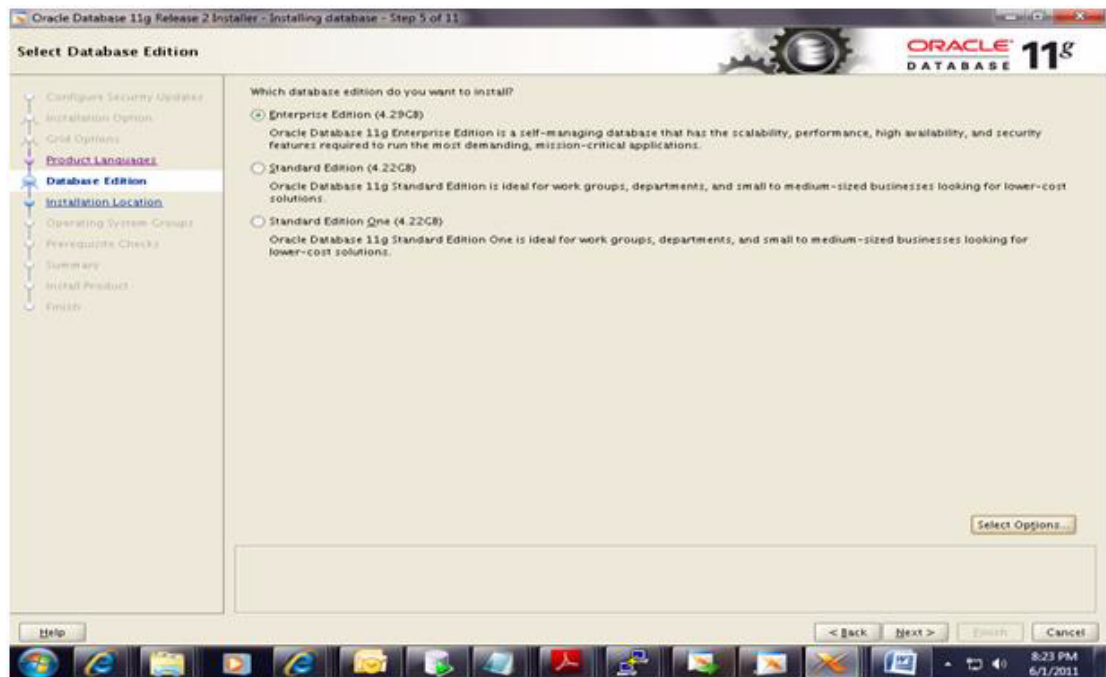 Oracle Database 11g Release 2 Installer - Installing database - Step 5 of 11
Select Database Edition
ORACLE
DATABASE
11g
Configure Security Updates
Installation Option
Grid Options
Product Languages
Database Edition
Installation Location
Operating System Groups
Prerequisite Checks
Summary
Install Product
Finish
Which database edition do you want to install?
Enterprise Edition (4.29GB)
Oracle Database 11g Enterprise Edition is a self-managing database that has the scalability, performance, high availability, and security
features required to run the most demanding, mission-critical applications.
Standard Edition (4.22GB)
Oracle Database 11g Standard Edition is ideal for work groups, departments, and small to medium-sized businesses looking for lower-cost
solutions.
Standard Edition One (4.22GB)
Oracle Database 11g Standard Edition One is ideal for work groups, departments, and small to medium-sized businesses looking for
lower-cost solutions.
Select Options...
Help
< Back
Next >
Finish
Cancel
8:23 PM
6/1/2011